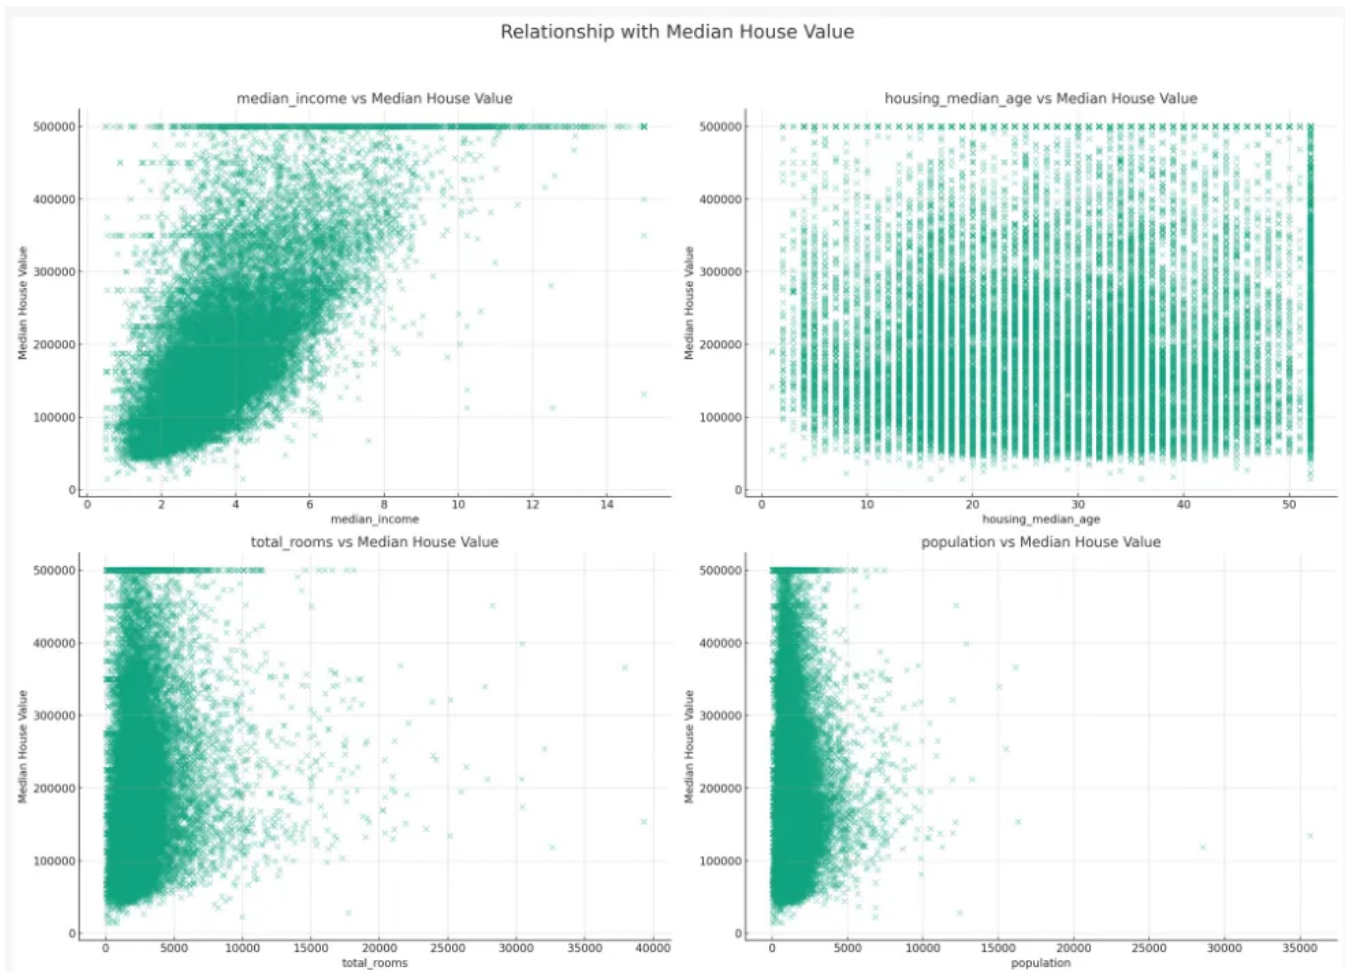 Relationship with Median House Value
median_income vs Median House Value
500000
400000
300000
200000
100000
0
Median House Value
0 2 4 6 8 10 12 14
median_income
housing_median_age vs Median House Value
500000
400000
300000
200000
100000
0
Median House Value
0 10 20 30 40 50
housing_median_age
total_rooms vs Median House Value
500000
400000
300000
200000
100000
0
Median House Value
0 5000 10000 15000 20000 25000 30000 35000 40000
total_rooms
population vs Median House Value
500000
400000
300000
200000
100000
0
Median House Value
0 5000 10000 15000 20000 25000 30000 35000
population